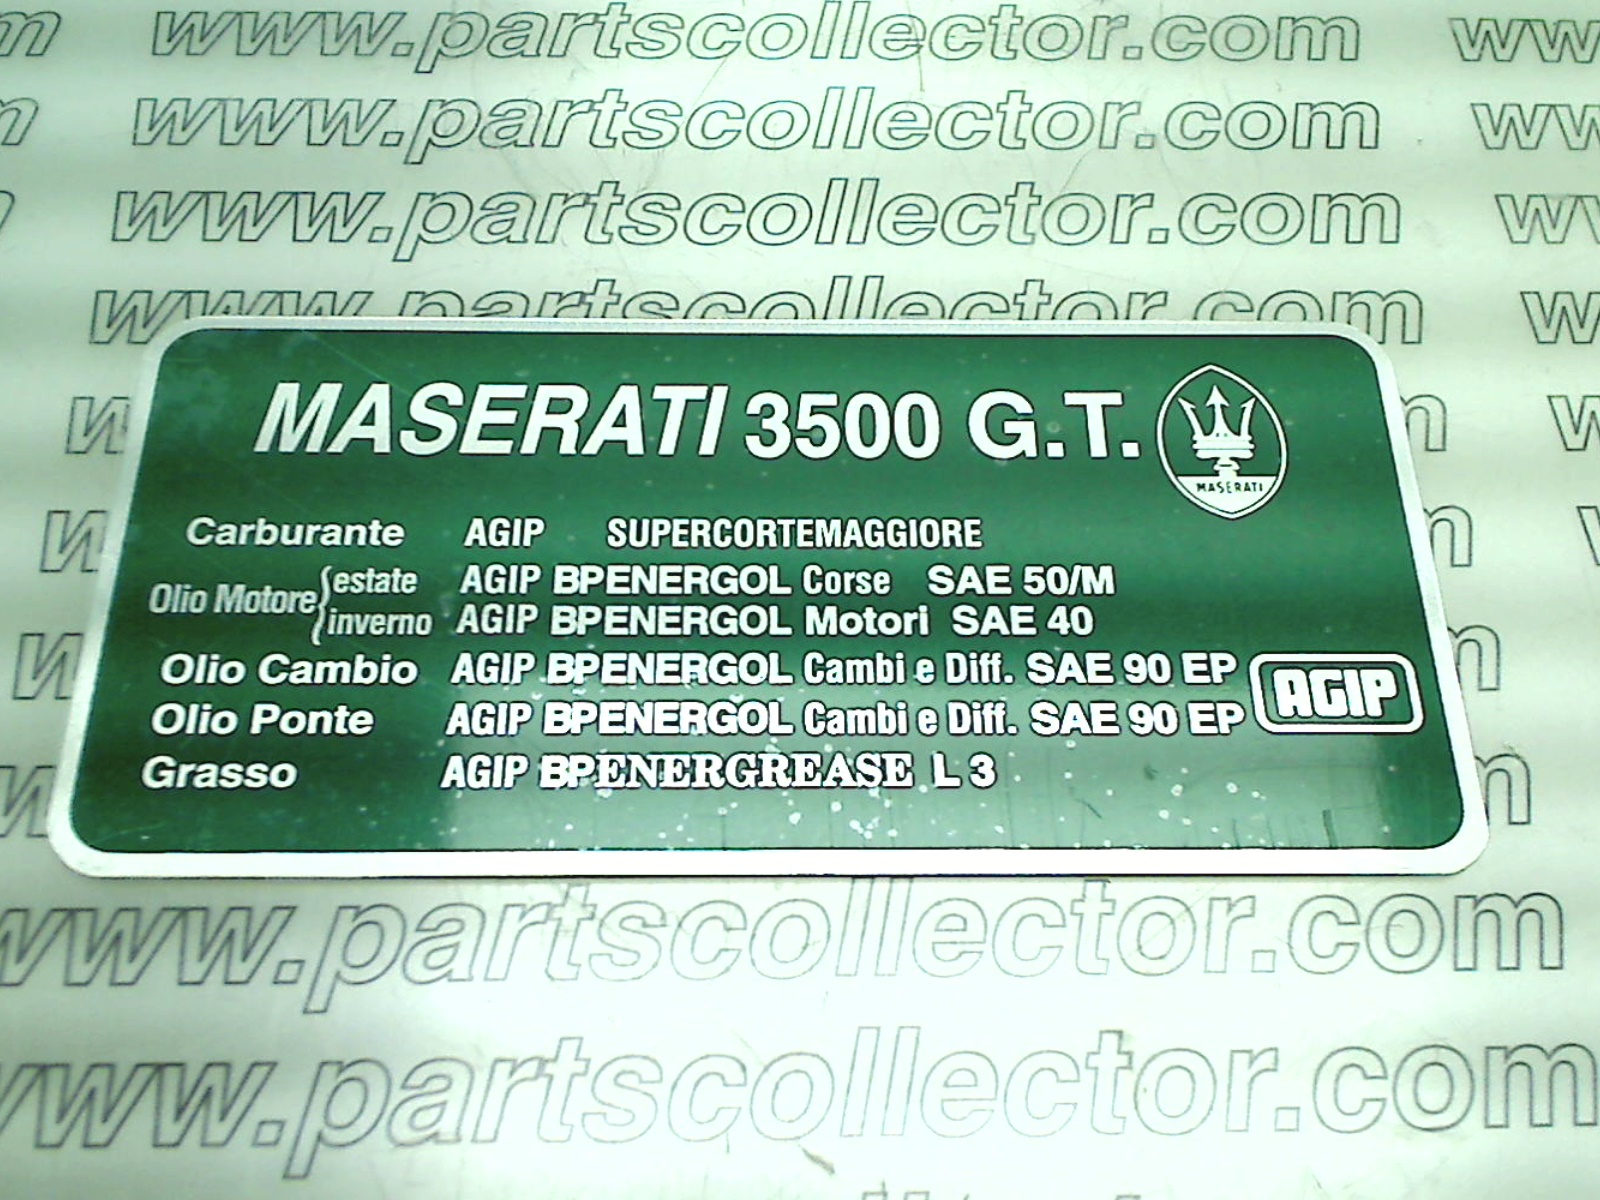 www.partscollector.com
www.partscollector.com
www.partscollector.com
www.partscollector.com
MASERATI 3500 G.T.
MASERATI
Carburante AGIP SUPERCORTEMAGGIORE
Olio Motore { estate AGIP BPENERGOL Corse SAE 50/M
inverno AGIP BPENERGOL Motori SAE 40
Olio Cambio AGIP BPENERGOL Cambi e Diff. SAE 90 EP
AGIP
Olio Ponte AGIP BPENERGOL Cambi e Diff. SAE 90 EP
Grasso AGIP BPENERGREASE L 3
www.partscollector.com
www.partscollector.com